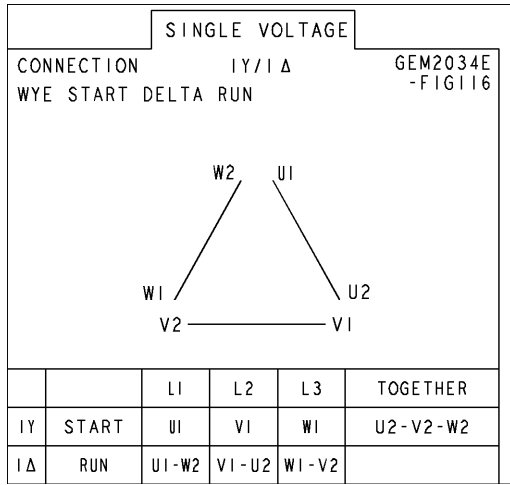 SINGLE VOLTAGE
CONNECTION 1Y/1Δ GEM2034E
WYE START DELTA RUN -FIG116
W2 U1
W1 U2
V2 V1
L1 L2 L3 TOGETHER
1Y START U1 V1 W1 U2-V2-W2
1Δ RUN U1-W2 V1-U2 W1-V2